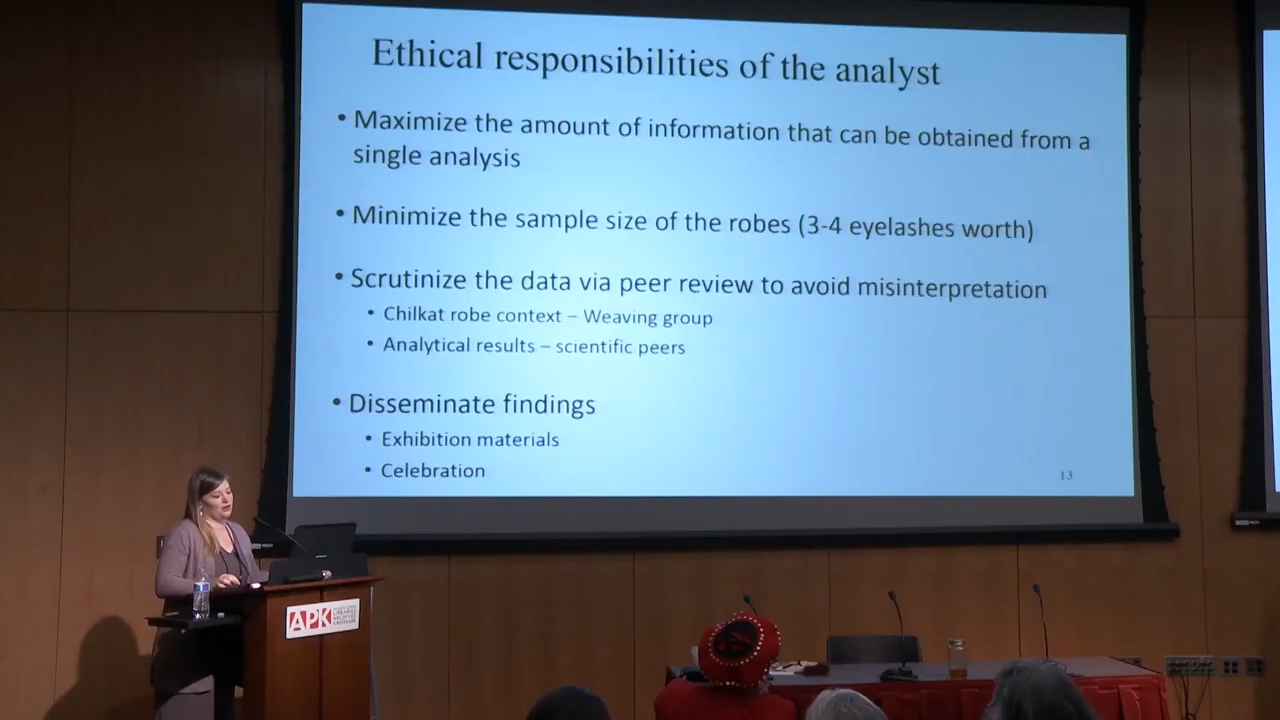 Ethical responsibilities of the analyst
• Maximize the amount of information that can be obtained from a
single analysis
• Minimize the sample size of the robes (3-4 eyelashes worth)
• Scrutinize the data via peer review to avoid misinterpretation
• Chilkat robe context – Weaving group
• Analytical results – scientific peers
• Disseminate findings
• Exhibition materials
• Celebration
13
APK